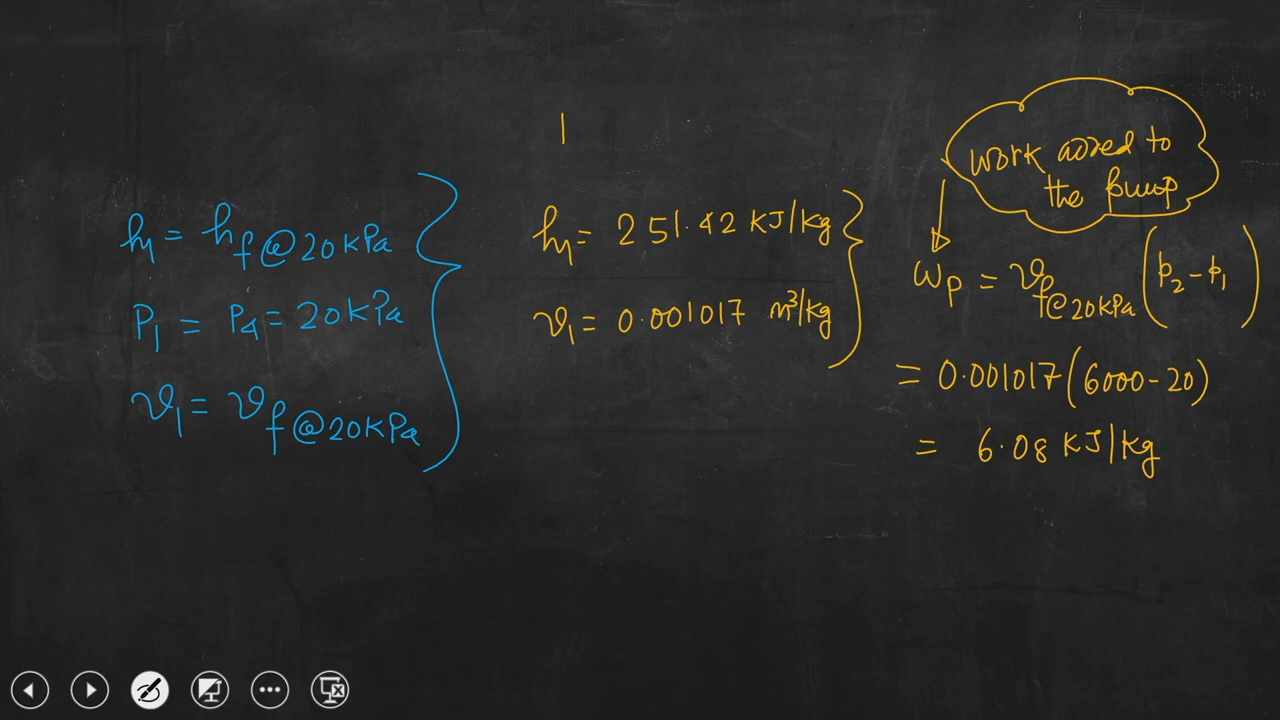 h₁ = hf@20kPa
P₁ = P₄ = 20kPa
v₁ = vf@20kPa
|
h₁ = 251.42 KJ/kg
v₁ = 0.001017 m³/kg
work added to
the pump
wp = vf@20kPa (p₂-p₁)
= 0.001017(6000-20)
= 6.08 KJ/kg